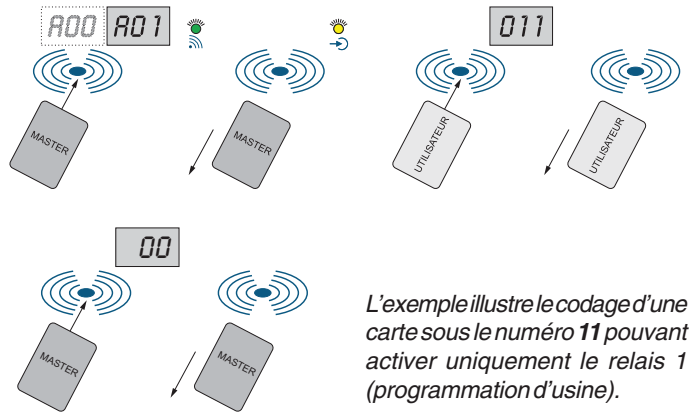 A00 A01
011
MASTER
MASTER
UTILISATEUR
UTILISATEUR
00
MASTER
MASTER
L'exemple illustre le codage d'une
carte sous le numéro 11 pouvant
activer uniquement le relais 1
(programmation d'usine).